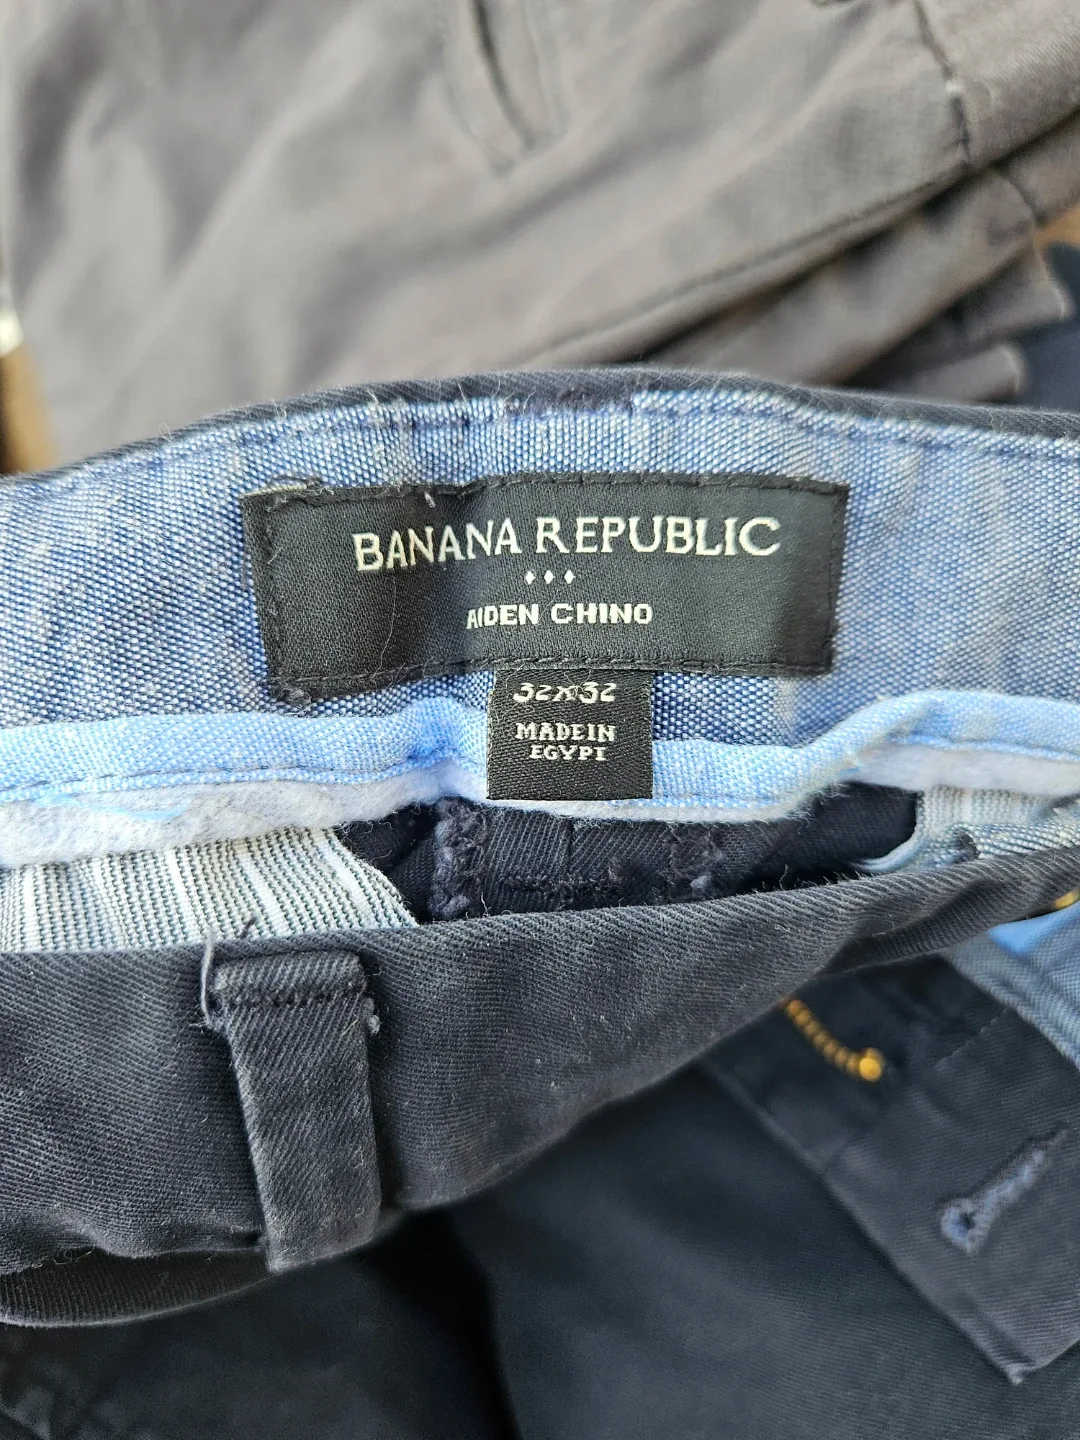 BANANA REPUBLIC
AIDEN CHINO
32X32
MADE IN
EGYPT